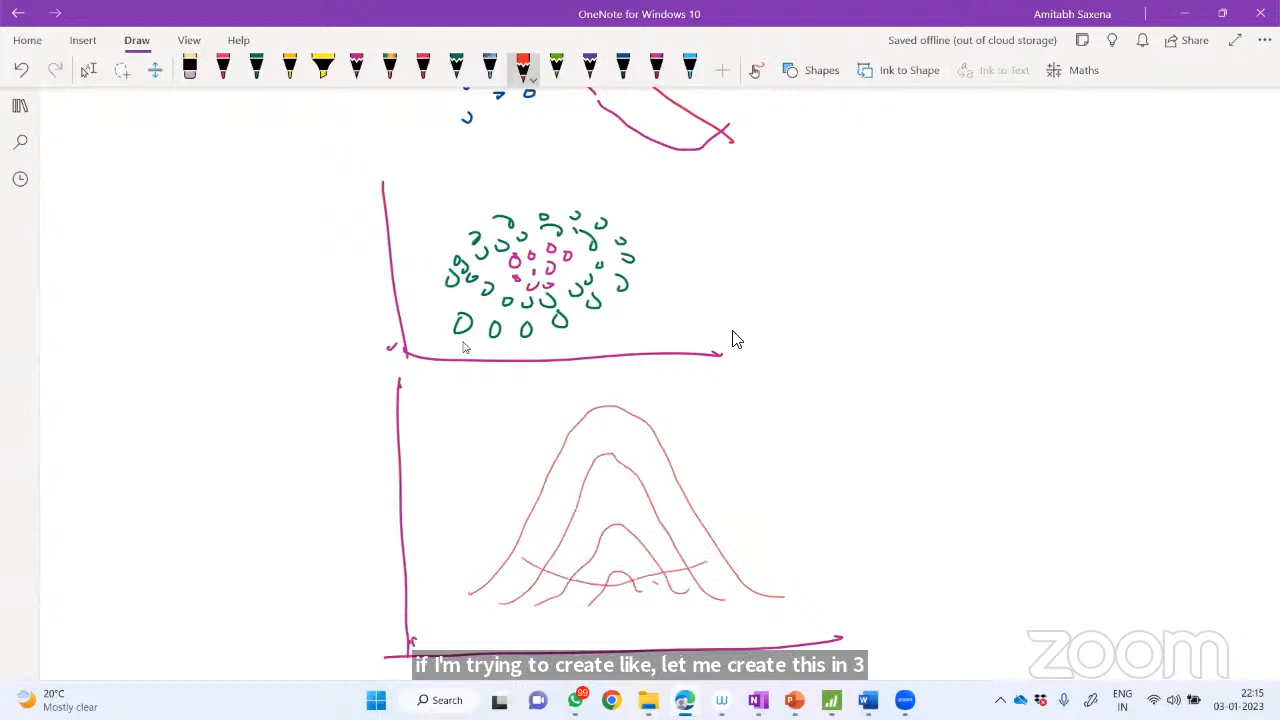 OneNote for Windows 10
Amitabh Saxena
Home Insert Draw View Help
Saved offline (out of cloud storage)
Share
Shapes
Ink to Shape
Ink to Text
Maths
zoom
if I'm trying to create like, let me create this in 3
20°C
Mostly clear
Search
99
ENG
IN
22:15
03-01-2023